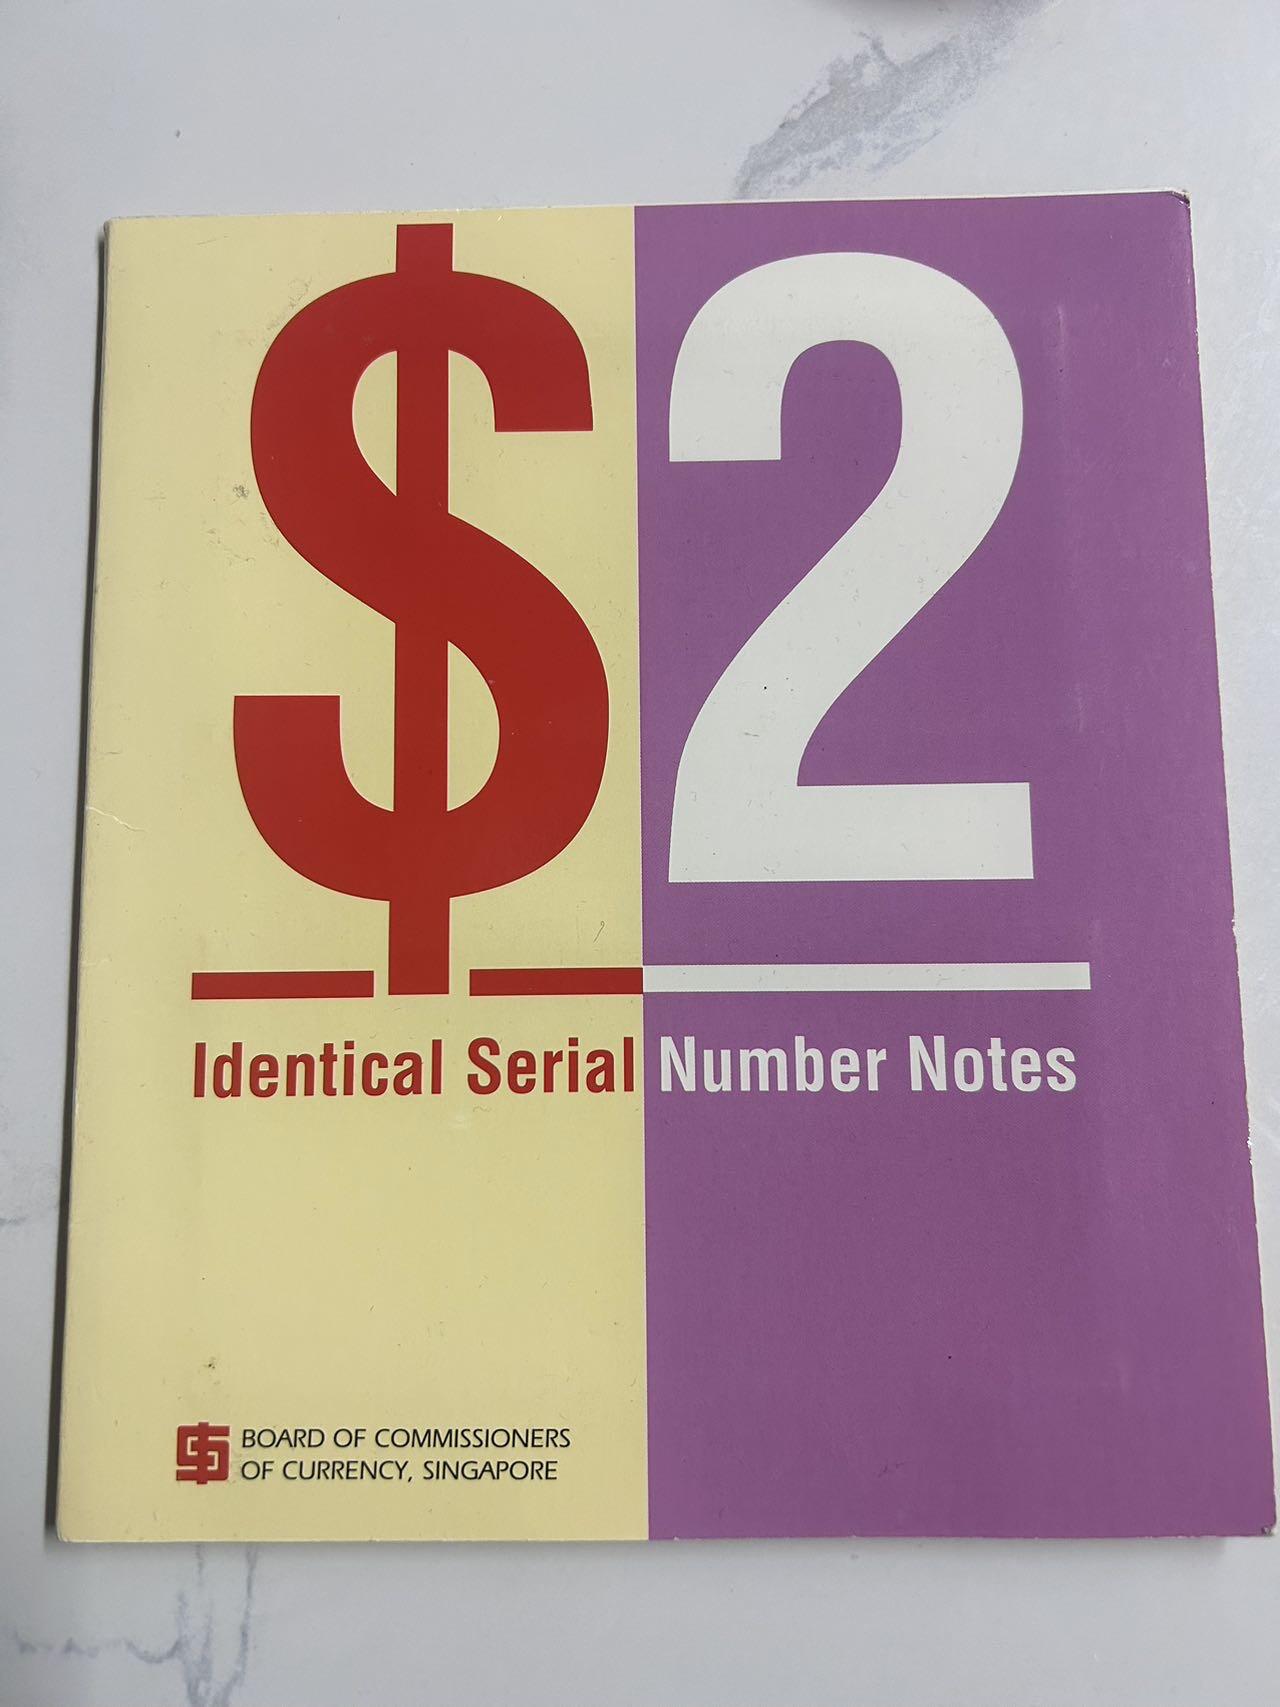 $2
Identical Serial Number Notes
BOARD OF COMMISSIONERS
OF CURRENCY, SINGAPORE